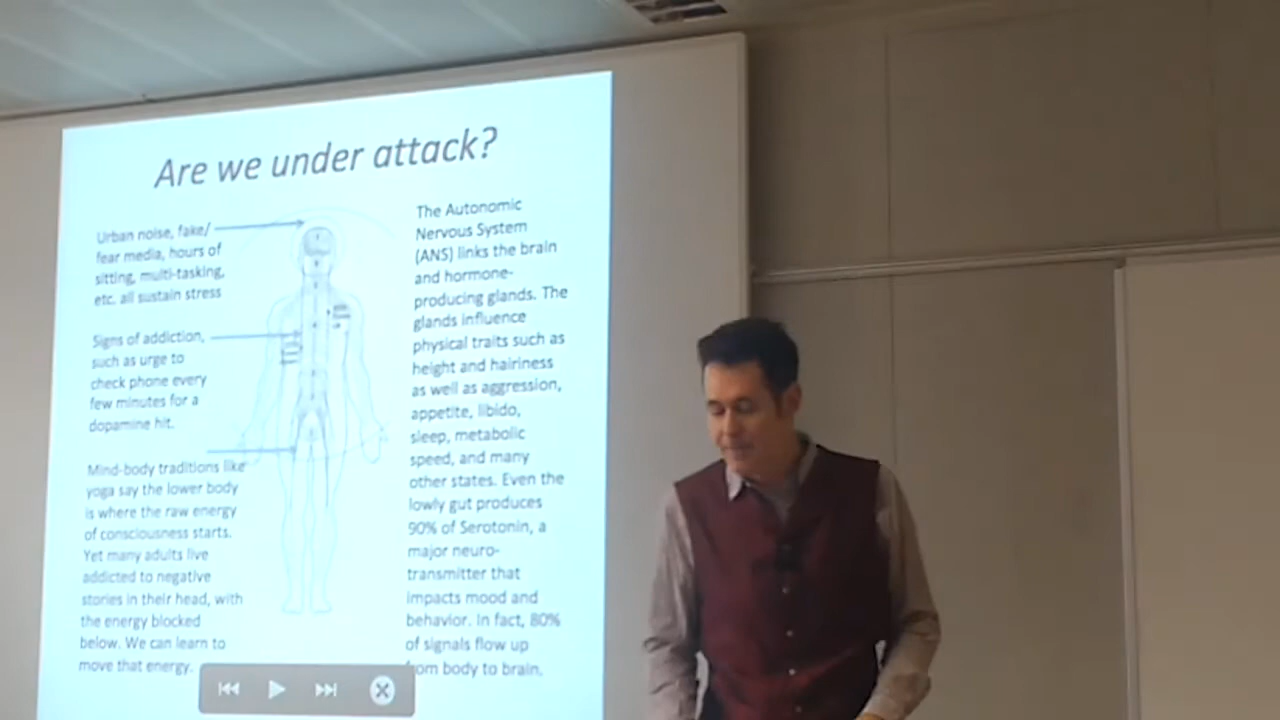 Are we under attack?
Urban noise, fake/
fear media, hours of
sitting, multi-tasking,
etc. all sustain stress
Signs of addiction,
such as urge to
check phone every
few minutes for a
dopamine hit.
Mind-body traditions like
yoga say the lower body
is where the raw energy
of consciousness starts.
Yet many adults live
addicted to negative
stories in their head, with
the energy blocked
below. We can learn to
move that energy.
The Autonomic
Nervous System
(ANS) links the brain
and hormone-
producing glands. The
glands influence
physical traits such as
height and hairiness
as well as aggression,
appetite, libido,
sleep, metabolic
speed, and many
other states. Even the
lowly gut produces
90% of Serotonin, a
major neuro-
transmitter that
impacts mood and
behavior. In fact, 80%
of signals flow up
from body to brain.